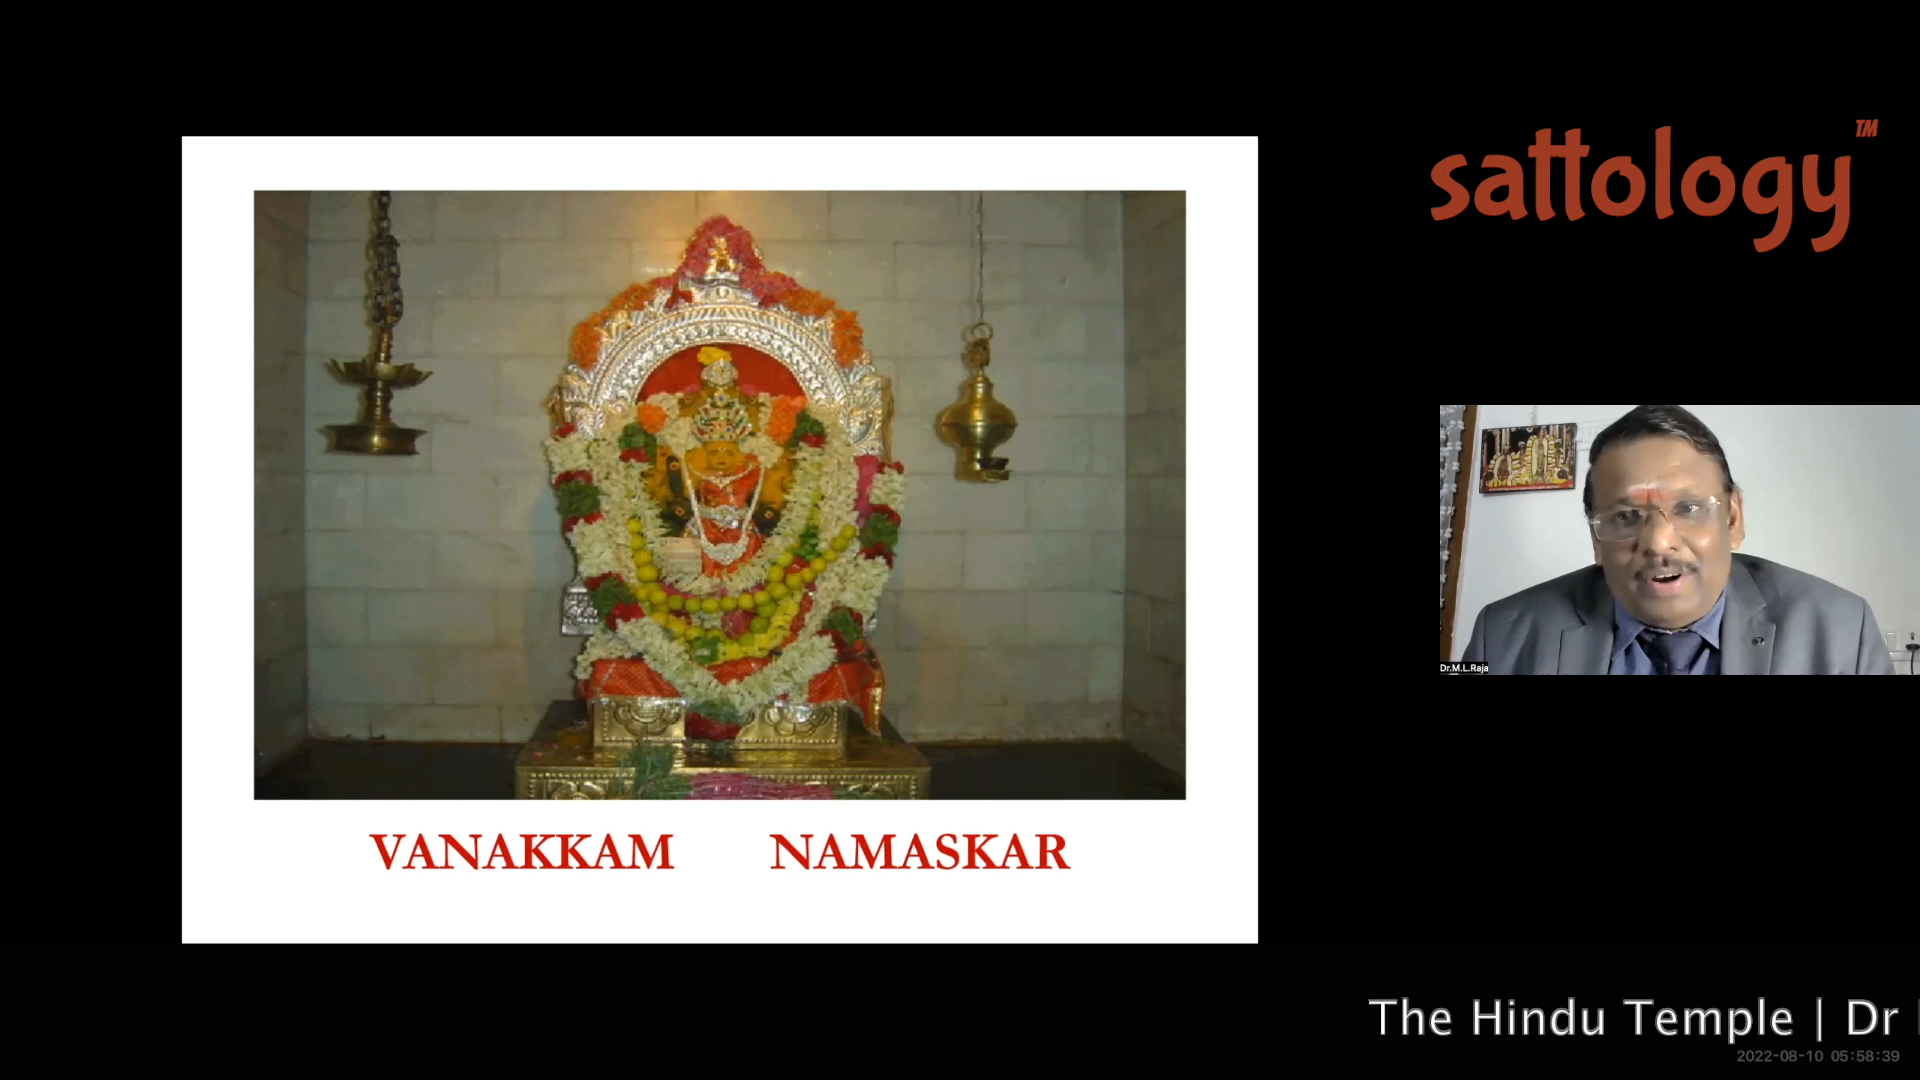 sattology™
VANAKKAM NAMASKAR
Dr.M.L.Raja
The Hindu Temple | Dr
2022-08-10 05:58:39